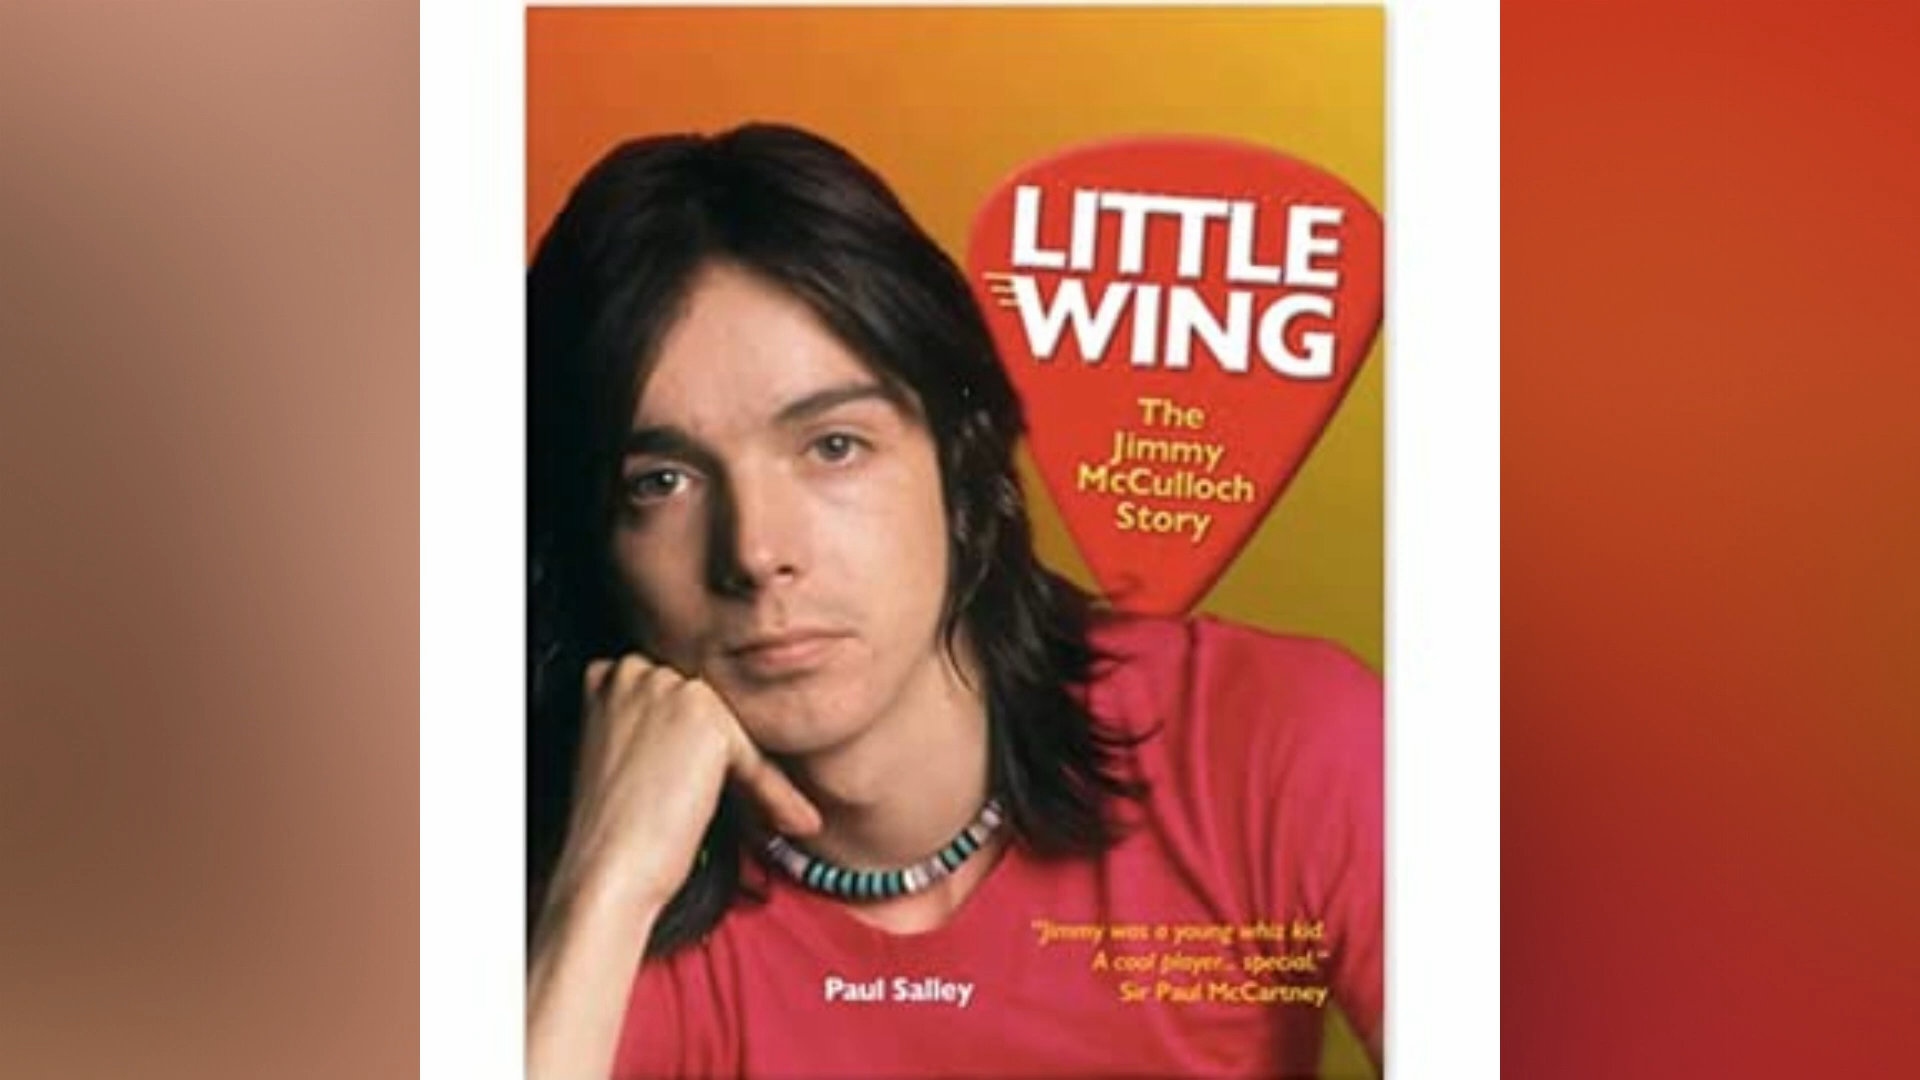 LITTLE
WING
The
Jimmy
McCulloch
Story
"Jimmy was a young whiz kid.
A cool player... special."
Paul Salley
Sir Paul McCartney